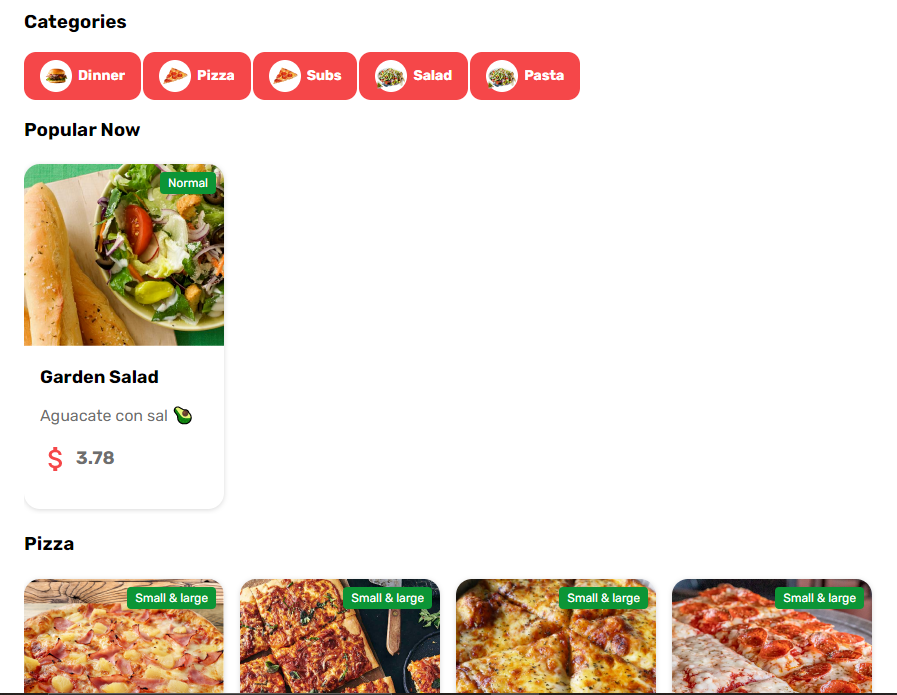 Categories
Dinner
Pizza
Subs
Salad
Pasta
Popular Now
Normal
Garden Salad
Aguacate con sal 🥑
$ 3.78
Pizza
Small & large
Small & large
Small & large
Small & large